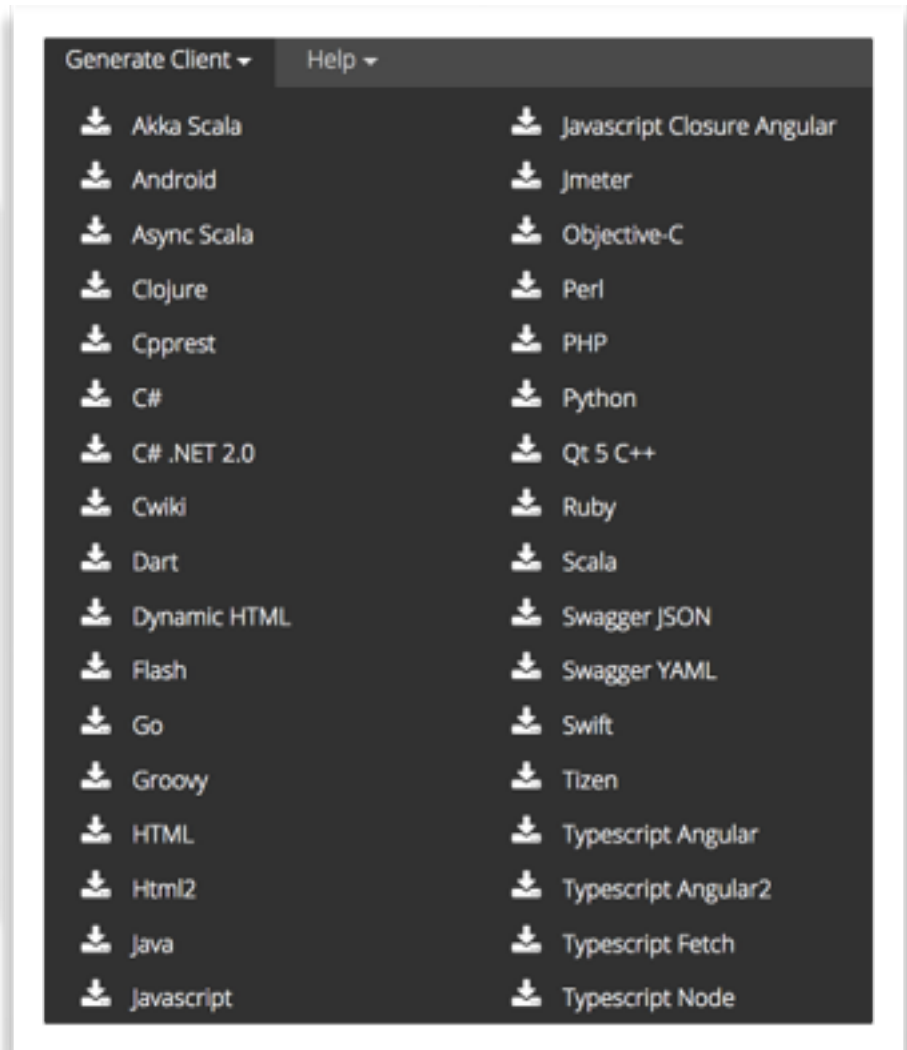 Generate Client Help
Akka Scala
Android
Async Scala
Clojure
Cpprest
C#
C# .NET 2.0
Cwiki
Dart
Dynamic HTML
Flash
Go
Groovy
HTML
Html2
Java
Javascript
Javascript Closure Angular
Jmeter
Objective-C
Perl
PHP
Python
Qt 5 C++
Ruby
Scala
Swagger JSON
Swagger YAML
Swift
Tizen
Typescript Angular
Typescript Angular2
Typescript Fetch
Typescript Node